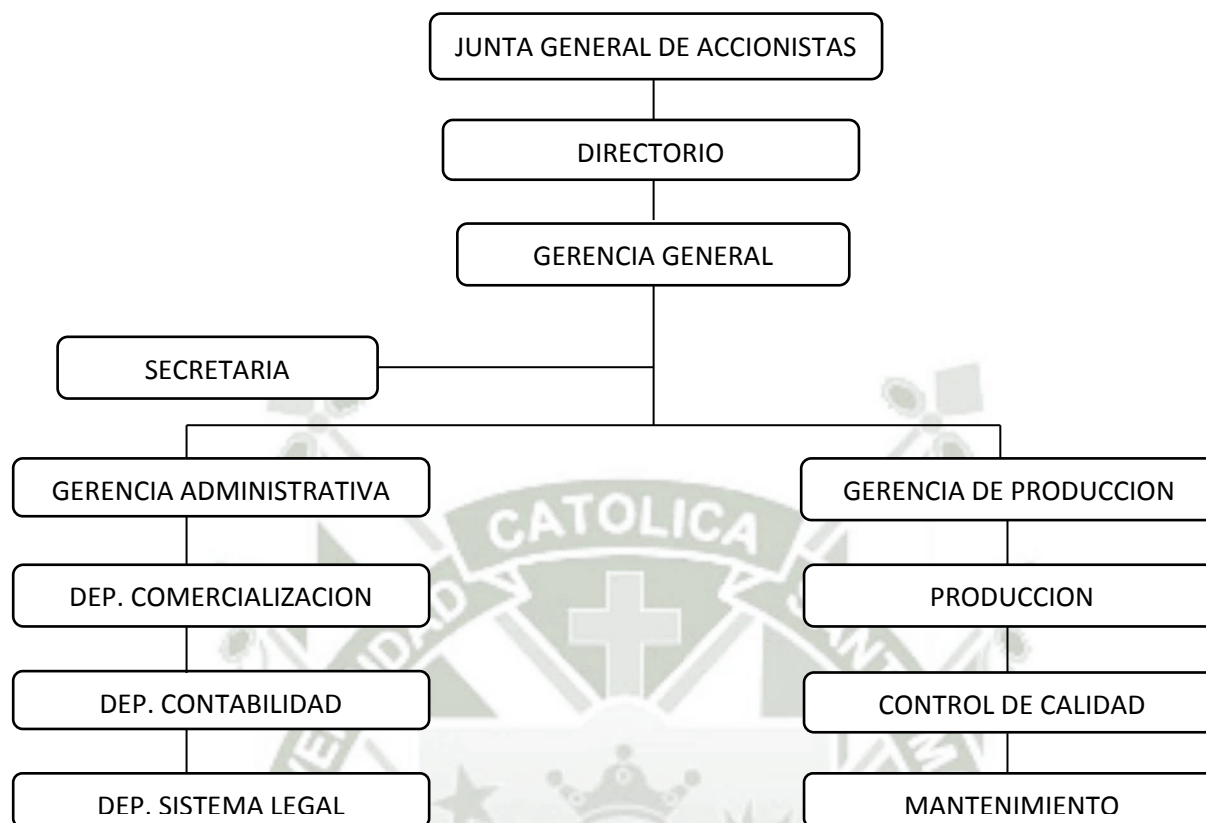 JUNTA GENERAL DE ACCIONISTAS
DIRECTORIO
GERENCIA GENERAL
SECRETARIA
GERENCIA ADMINISTRATIVA
GERENCIA DE PRODUCCION
CATOLICA
DEP. COMERCIALIZACION
PRODUCCION
DEP. CONTABILIDAD
CONTROL DE CALIDAD
DEP. SISTEMA LEGAL
MANTENIMIENTO